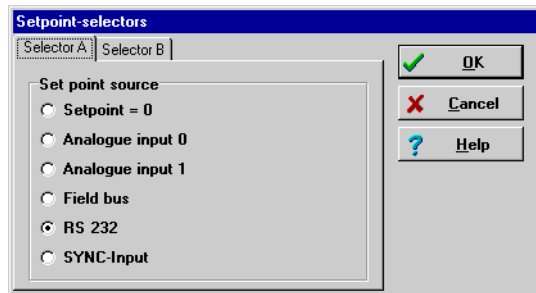 Setpoint-selectors
Selector A
Selector B
Set point source
Setpoint = 0
Analogue input 0
Analogue input 1
Field bus
RS 232
SYNC-Input
OK
Cancel
Help